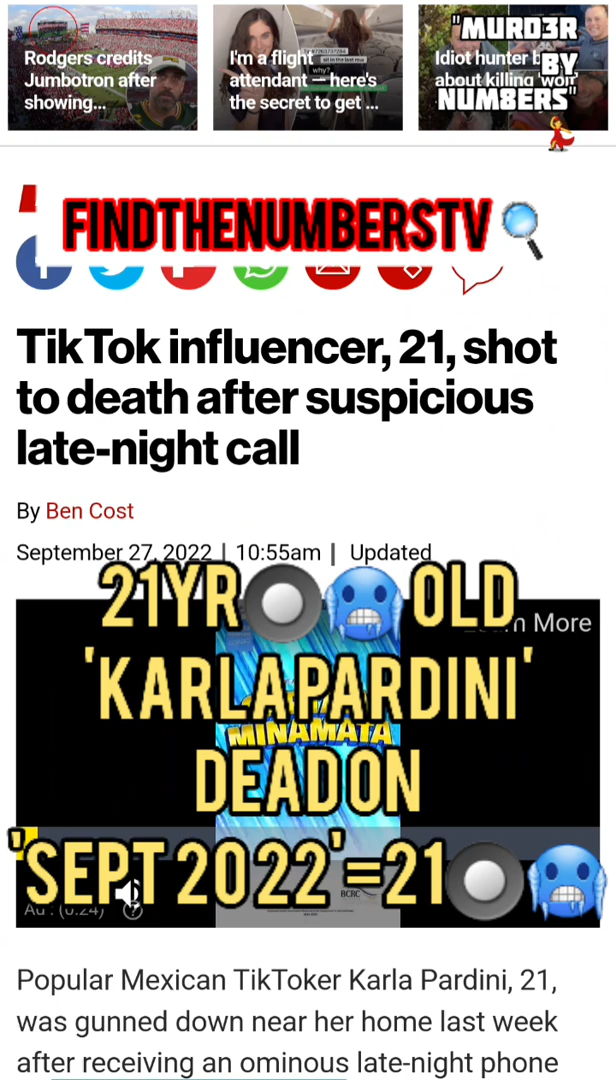 "MURD3R
BY
NUMB3RS"
Rodgers credits
Jumbotron after
showing...
I'm a flight
attendant — here's
the secret to get ...
why?
Idiot hunter
about killing
FINDTHENUMBERSTV
TikTok influencer, 21, shot
to death after suspicious
late-night call
By Ben Cost
September 27, 2022 | 10:55am | Updated
21YR OLD
n More
'KARLA PARDINI'
MINAMATA
DEAD ON
'SEPT 2022'=21
BCRC
Popular Mexican TikToker Karla Pardini, 21,
was gunned down near her home last week
after receiving an ominous late-night phone